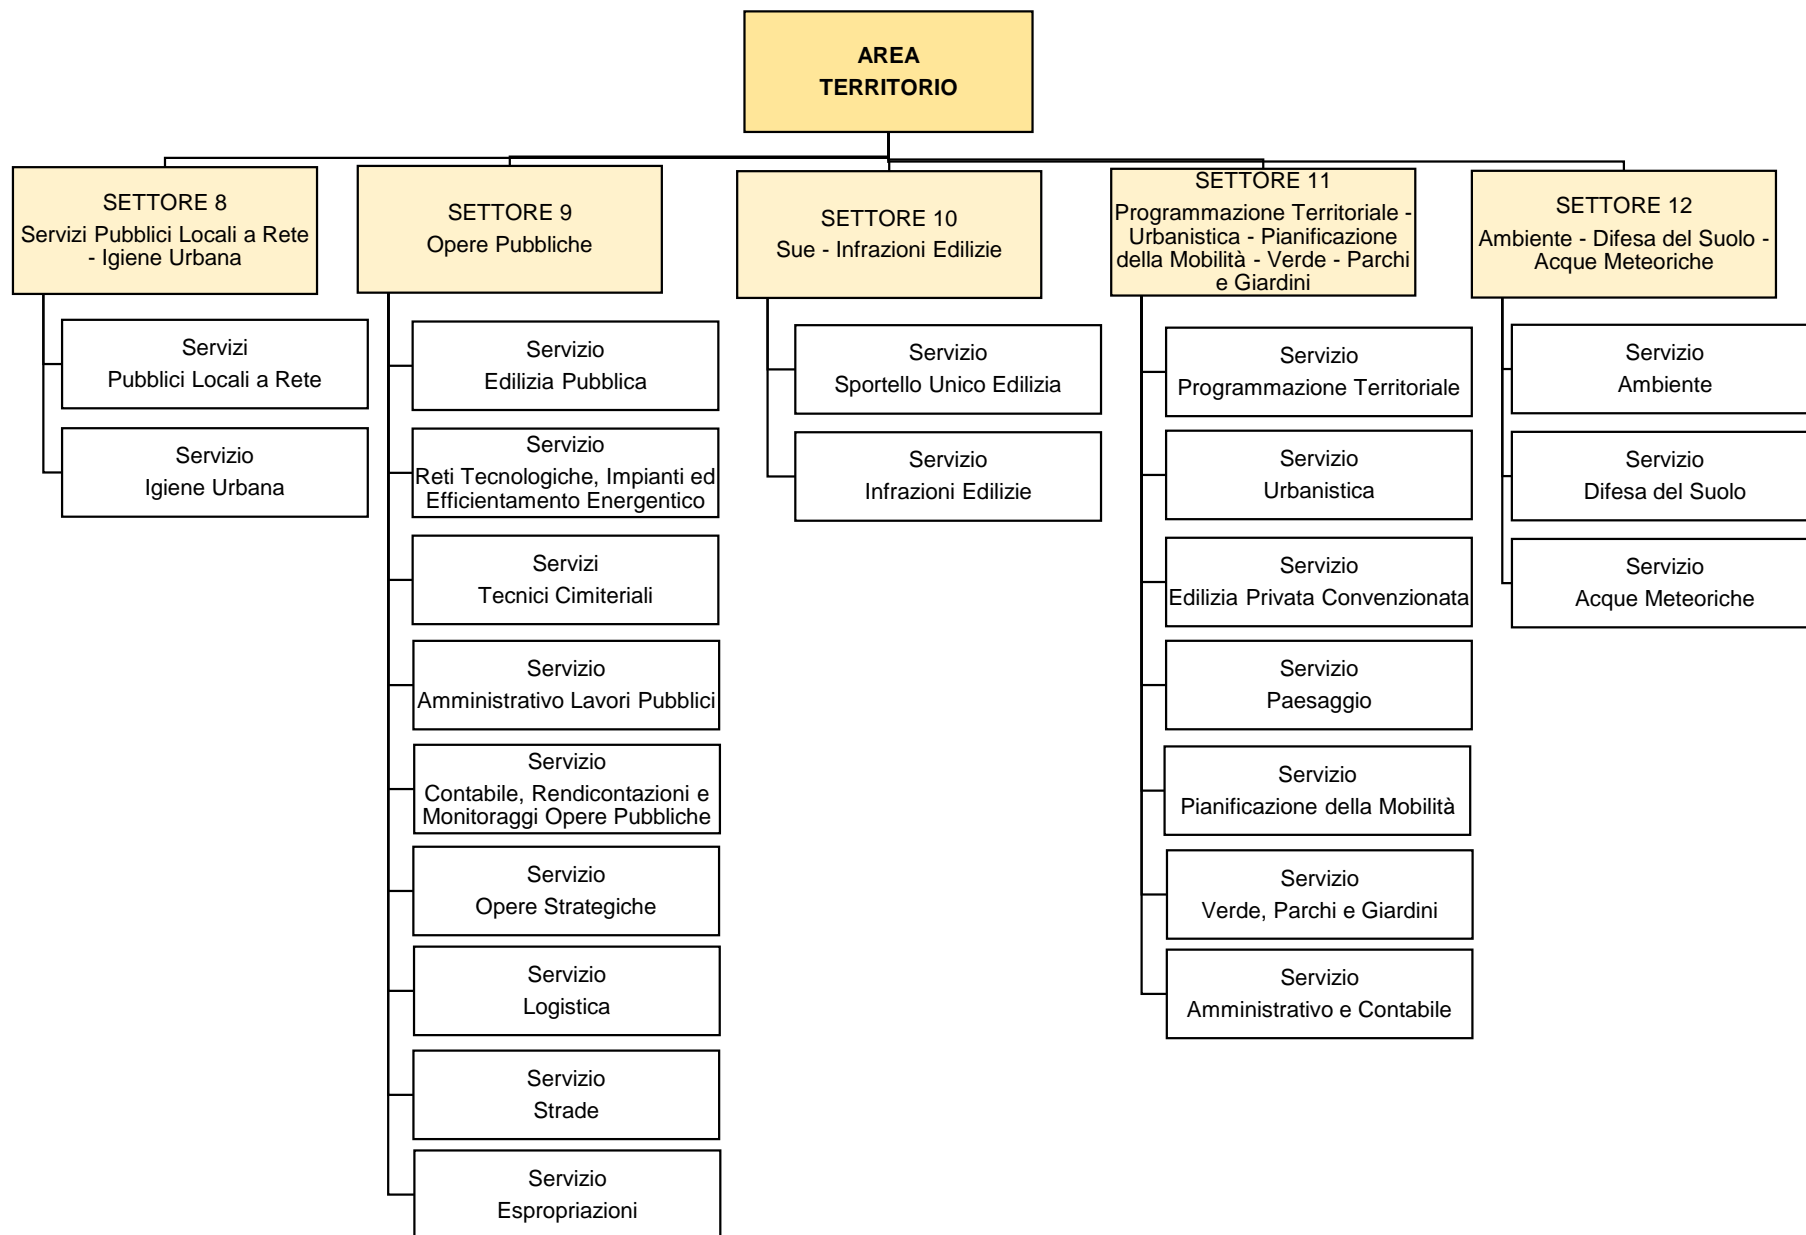 AREA
TERRITORIO
SETTORE 8
Servizi Pubblici Locali a Rete
- Igiene Urbana
Servizi
Pubblici Locali a Rete
Servizio
Igiene Urbana
SETTORE 9
Opere Pubbliche
Servizio
Edilizia Pubblica
Servizio
Reti Tecnologiche, Impianti ed
Efficientamento Energentico
Servizi
Tecnici Cimiteriali
Servizio
Amministrativo Lavori Pubblici
Servizio
Contabile, Rendicontazioni e
Monitoraggi Opere Pubbliche
Servizio
Opere Strategiche
Servizio
Logistica
Servizio
Strade
Servizio
Espropriazioni
SETTORE 10
Sue - Infrazioni Edilizie
Servizio
Sportello Unico Edilizia
Servizio
Infrazioni Edilizie
SETTORE 11
Programmazione Territoriale -
Urbanistica - Pianificazione
della Mobilità - Verde - Parchi
e Giardini
Servizio
Programmazione Territoriale
Servizio
Urbanistica
Servizio
Edilizia Privata Convenzionata
Servizio
Paesaggio
Servizio
Pianificazione della Mobilità
Servizio
Verde, Parchi e Giardini
Servizio
Amministrativo e Contabile
SETTORE 12
Ambiente - Difesa del Suolo -
Acque Meteoriche
Servizio
Ambiente
Servizio
Difesa del Suolo
Servizio
Acque Meteoriche